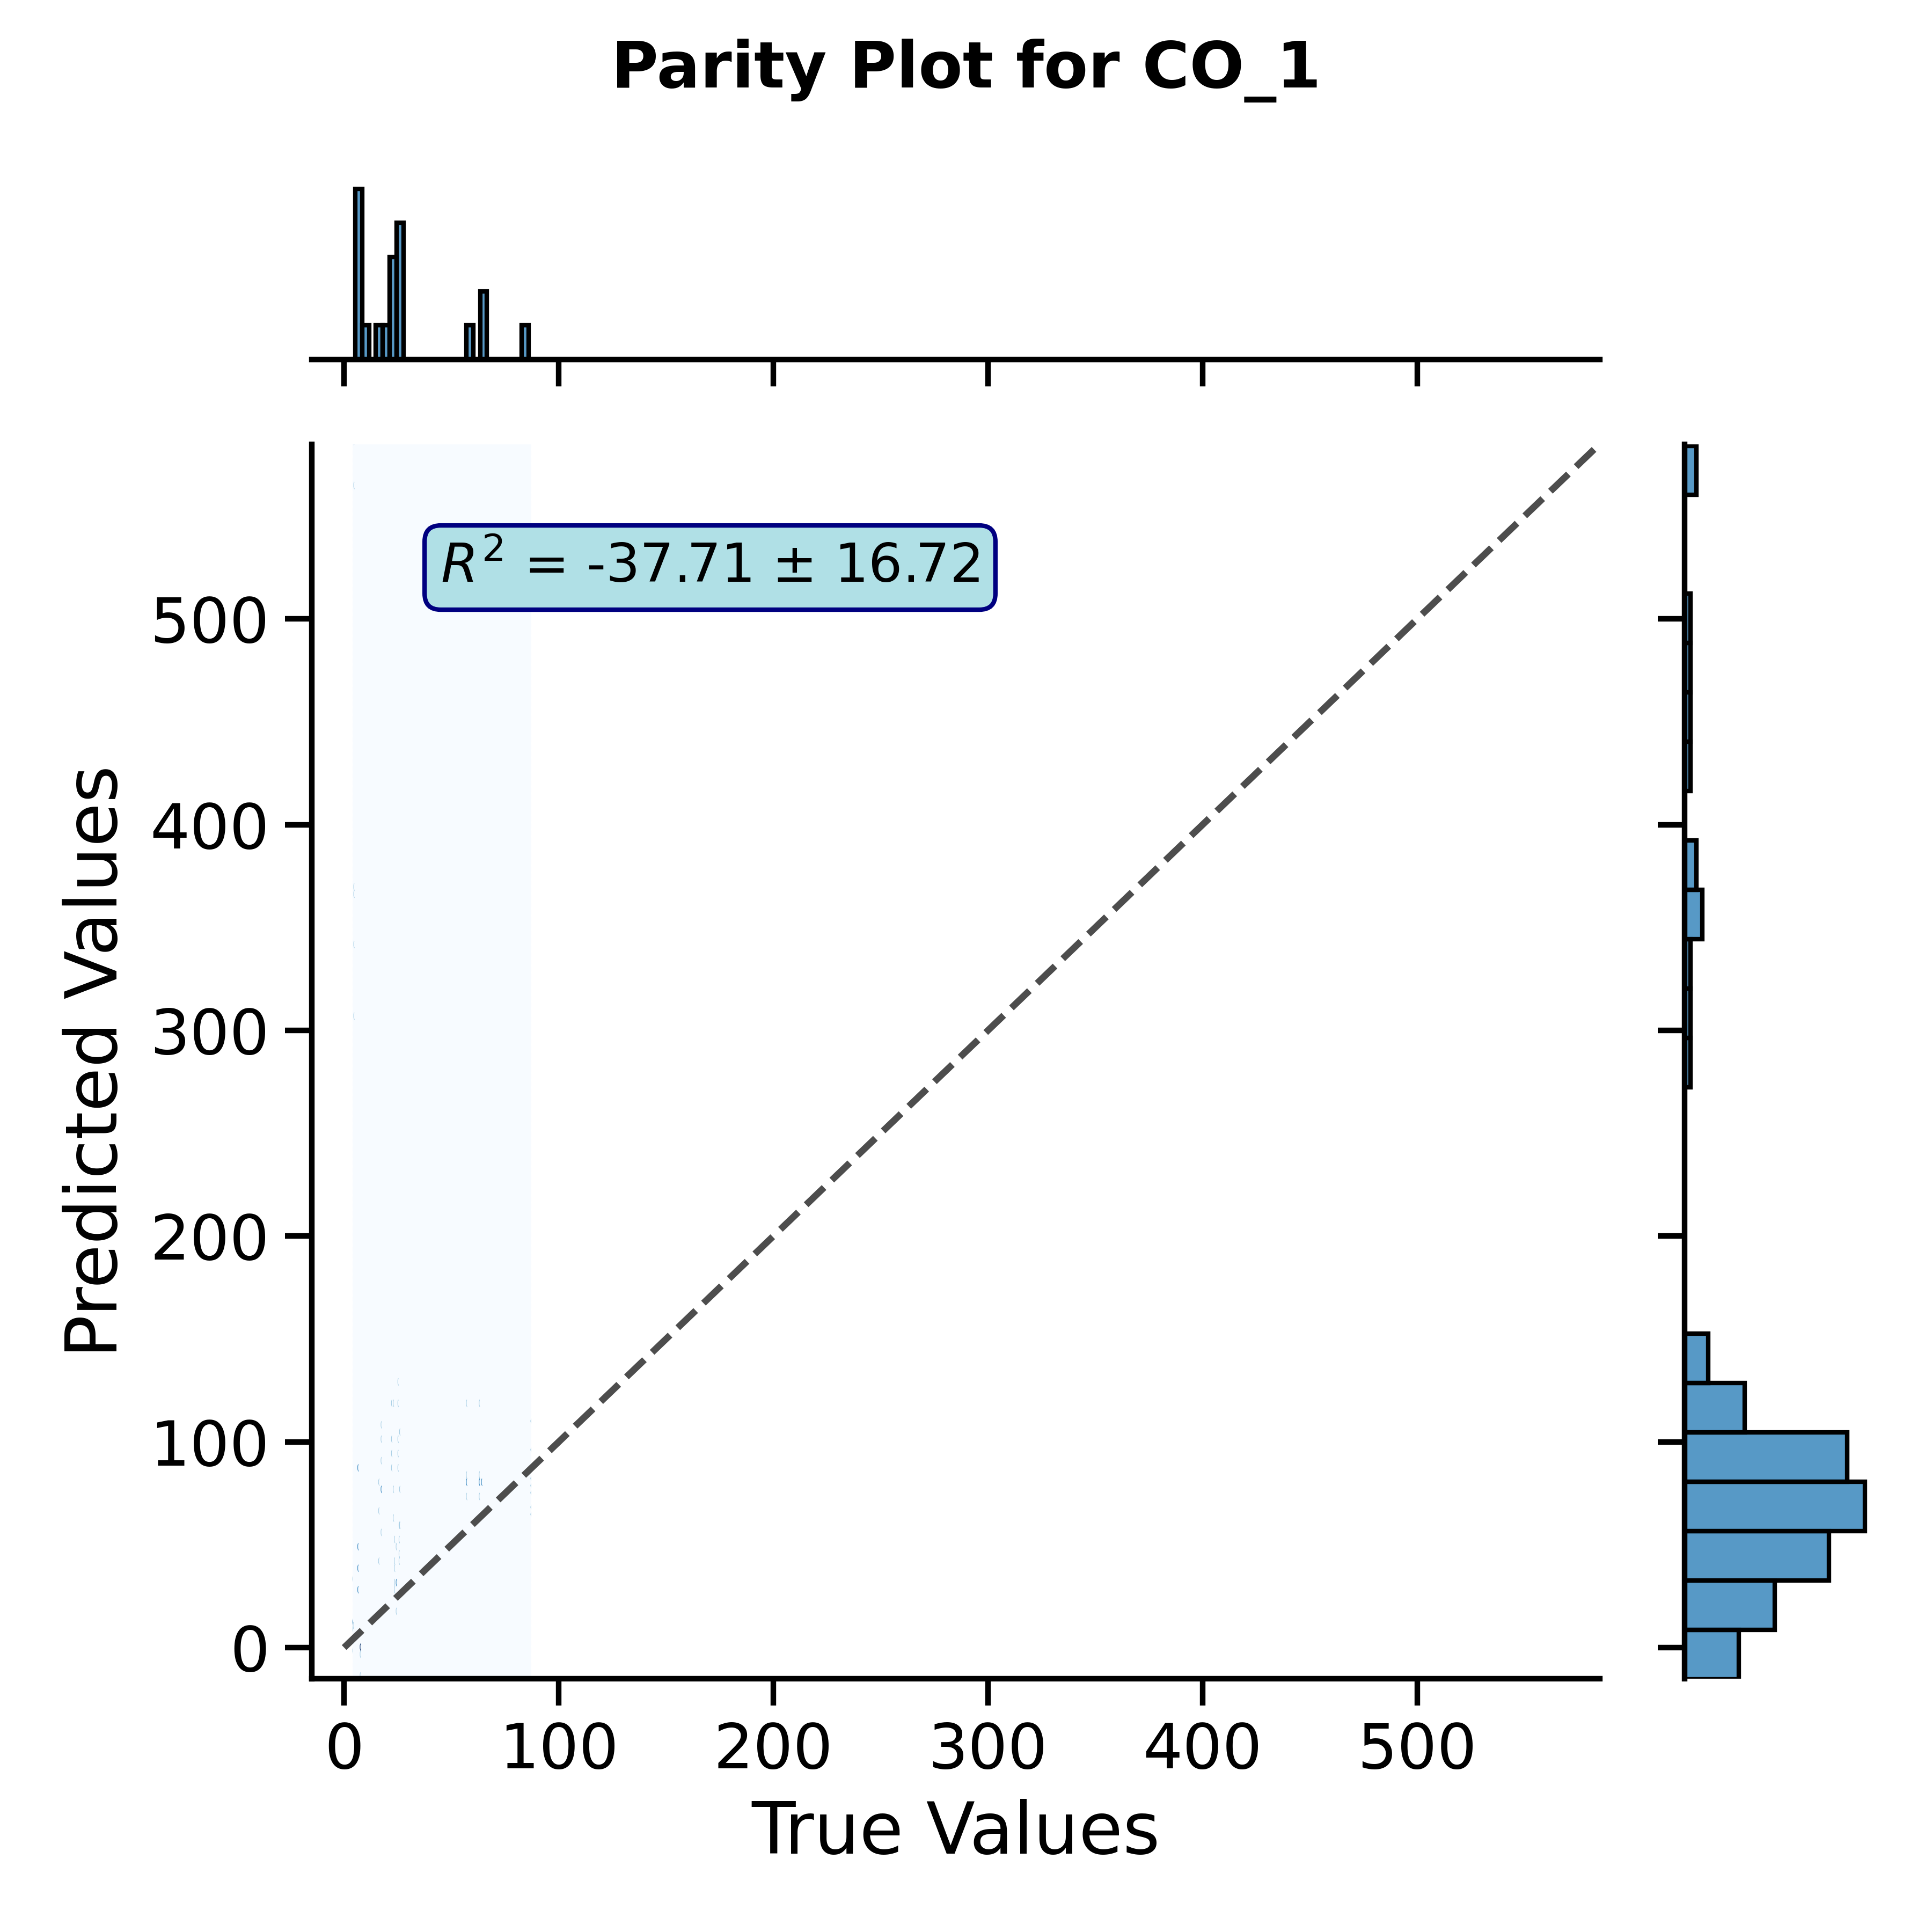 Parity Plot for CO_1
R² = -37.71 ± 16.72
Predicted Values
500
400
300
200
100
0
0 100 200 300 400 500
True Values